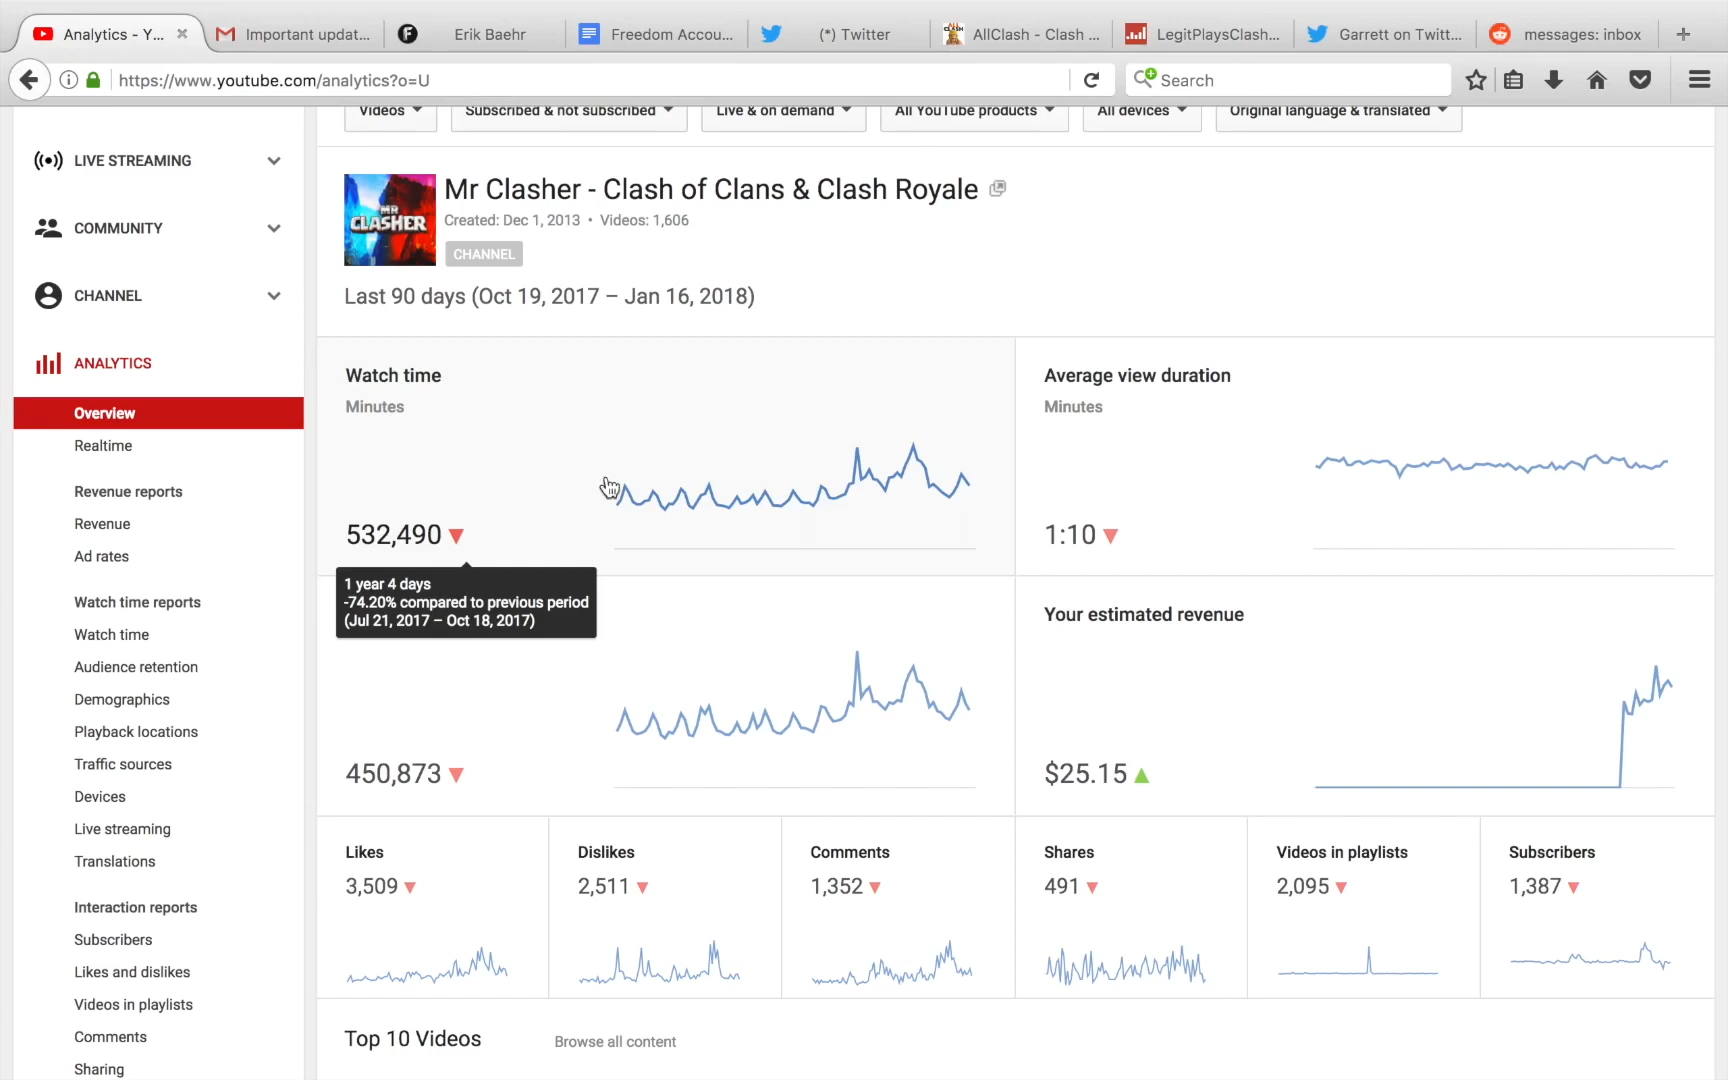 Analytics - Y...
Important updat...
Erik Baehr
Freedom Accou...
(*) Twitter
AllClash - Clash ...
LegitPlaysClash...
Garrett on Twitt...
messages: inbox
https://www.youtube.com/analytics?o=U
Search
Videos
Subscribed & not subscribed
Live & on demand
All YouTube products
All devices
Original language & translated
LIVE STREAMING
COMMUNITY
CHANNEL
ANALYTICS
Overview
Realtime
Revenue reports
Revenue
Ad rates
Watch time reports
Watch time
Audience retention
Demographics
Playback locations
Traffic sources
Devices
Live streaming
Translations
Interaction reports
Subscribers
Likes and dislikes
Videos in playlists
Comments
Sharing
MR
CLASHER
Mr Clasher - Clash of Clans & Clash Royale
Created: Dec 1, 2013 • Videos: 1,606
CHANNEL
Last 90 days (Oct 19, 2017 – Jan 16, 2018)
Watch time
Minutes
532,490
1 year 4 days
-74.20% compared to previous period
(Jul 21, 2017 – Oct 18, 2017)
Average view duration
Minutes
1:10
450,873
Your estimated revenue
$25.15
Likes
3,509
Dislikes
2,511
Comments
1,352
Shares
491
Videos in playlists
2,095
Subscribers
1,387
Top 10 Videos
Browse all content